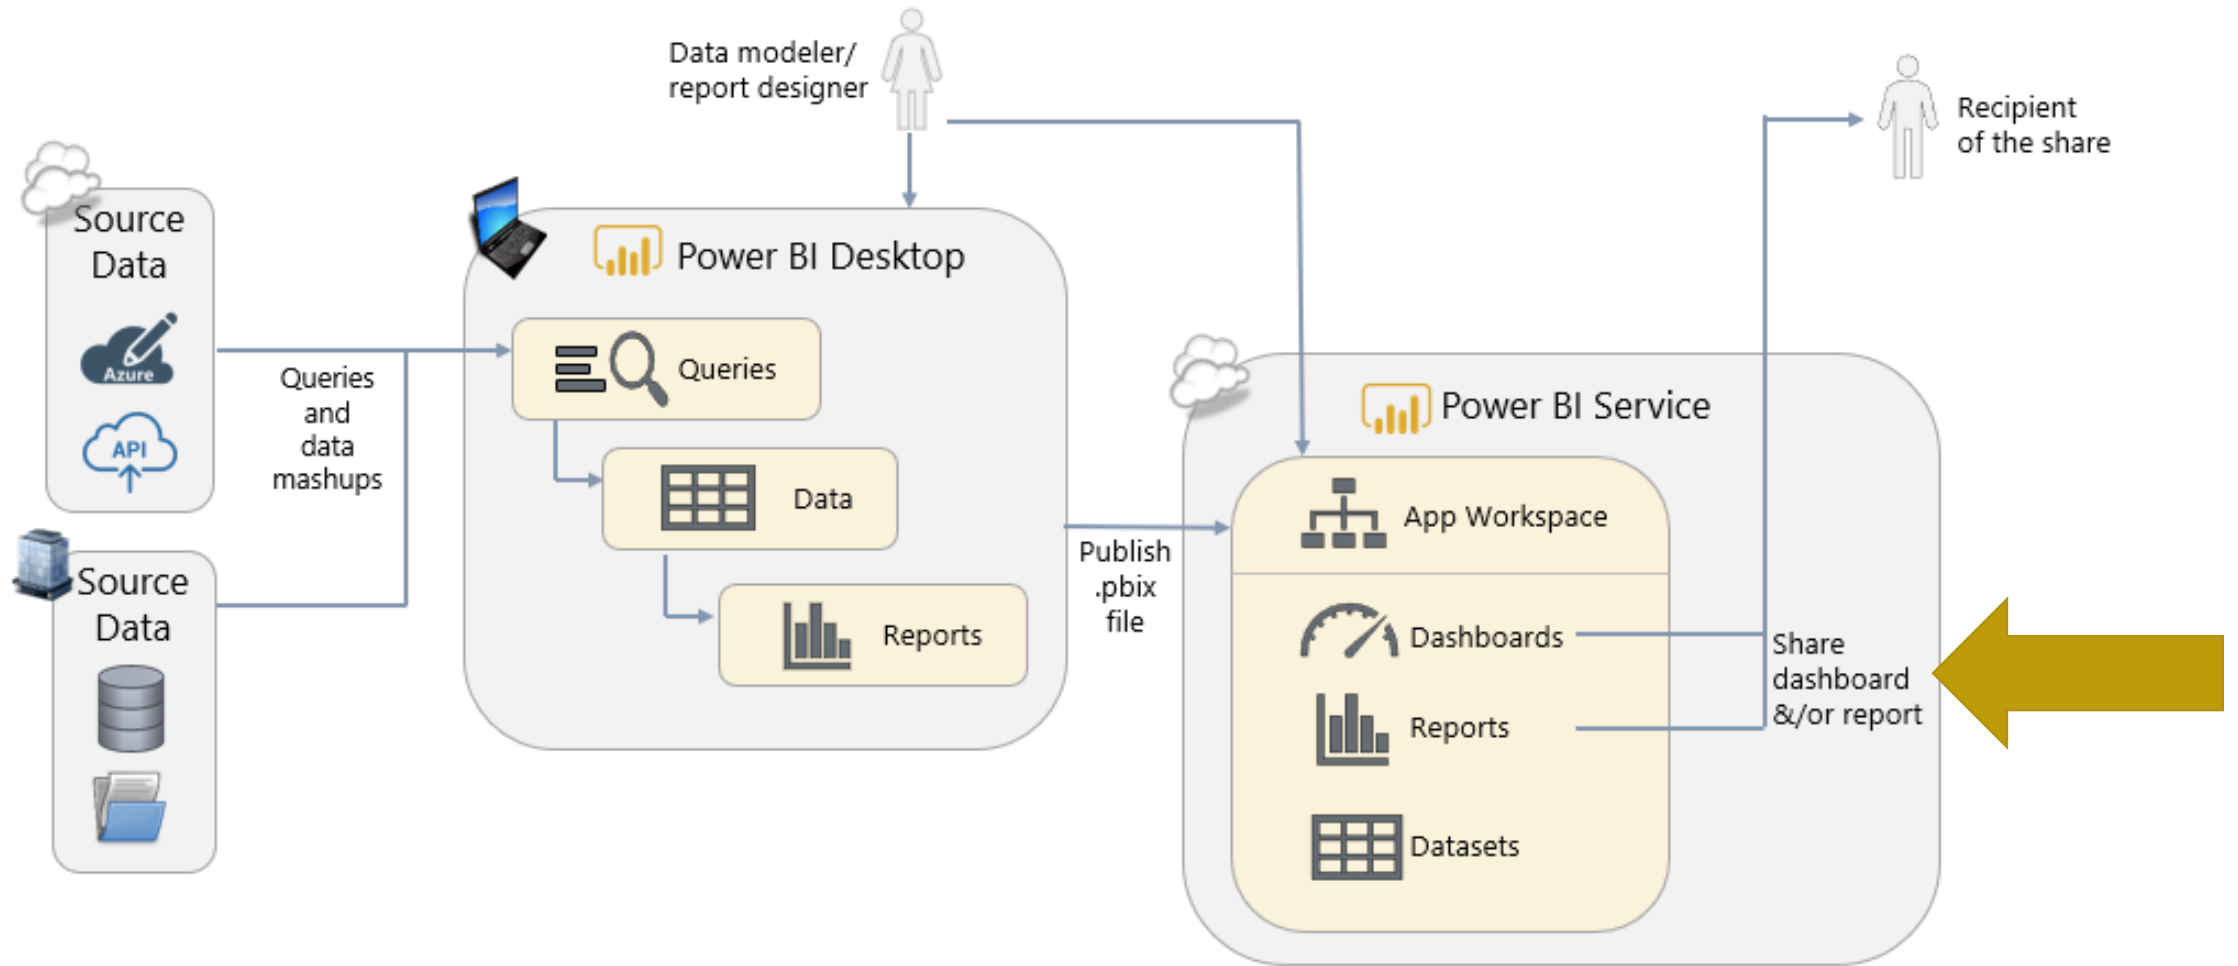 Data modeler/
report designer
Recipient
of the share
Source
Data
Azure
API
Queries
and
data
mashups
Source
Data
Power BI Desktop
Queries
Data
Reports
Publish
.pbix
file
Power BI Service
App Workspace
Dashboards
Reports
Datasets
Share
dashboard
&/or report